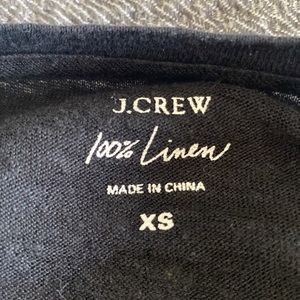 J.CREW
100% Linen
MADE IN CHINA
XS